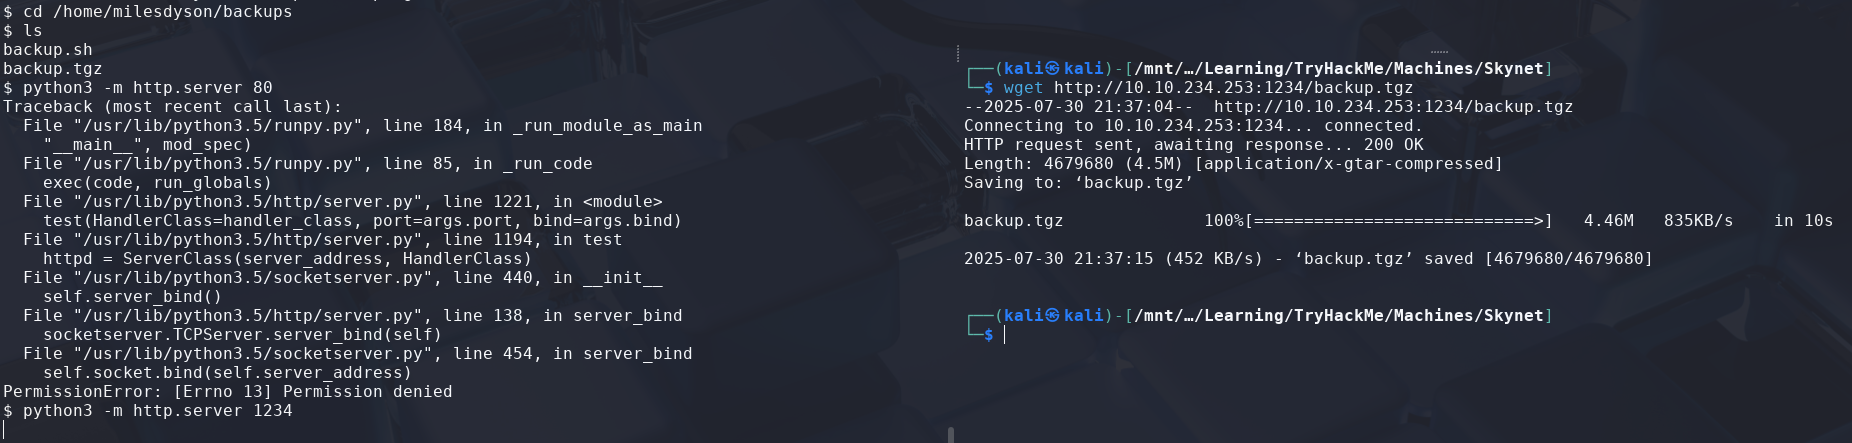 $ cd /home/milesdyson/backups
$ ls
backup.sh
backup.tgz
$ python3 -m http.server 80
Traceback (most recent call last):
  File "/usr/lib/python3.5/runpy.py", line 184, in _run_module_as_main
    "__main__", mod_spec)
  File "/usr/lib/python3.5/runpy.py", line 85, in _run_code
    exec(code, run_globals)
  File "/usr/lib/python3.5/http/server.py", line 1221, in <module>
    test(HandlerClass=handler_class, port=args.port, bind=args.bind)
  File "/usr/lib/python3.5/http/server.py", line 1194, in test
    httpd = ServerClass(server_address, HandlerClass)
  File "/usr/lib/python3.5/socketserver.py", line 440, in __init__
    self.server_bind()
  File "/usr/lib/python3.5/http/server.py", line 138, in server_bind
    socketserver.TCPServer.server_bind(self)
  File "/usr/lib/python3.5/socketserver.py", line 454, in server_bind
    self.socket.bind(self.server_address)
PermissionError: [Errno 13] Permission denied
$ python3 -m http.server 1234
┌──(kali㉿kali)-[/mnt/…/Learning/TryHackMe/Machines/Skynet]
└─$ wget http://10.10.234.253:1234/backup.tgz
--2025-07-30 21:37:04--  http://10.10.234.253:1234/backup.tgz
Connecting to 10.10.234.253:1234... connected.
HTTP request sent, awaiting response... 200 OK
Length: 4679680 (4.5M) [application/x-gtar-compressed]
Saving to: ‘backup.tgz’
backup.tgz              100%[============================>]   4.46M   835KB/s    in 10s
2025-07-30 21:37:15 (452 KB/s) - ‘backup.tgz’ saved [4679680/4679680]
┌──(kali㉿kali)-[/mnt/…/Learning/TryHackMe/Machines/Skynet]
└─$